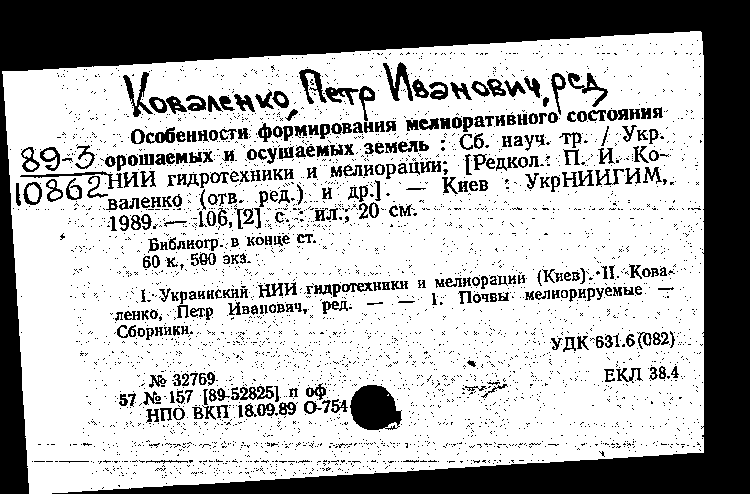 Коваленко, Петр Иванович, ред
Особенности формирования мелиоративного состояния
89-3 орошаемых и осушаемых земель : Сб. науч. тр. / Укр.
10862 НИИ гидротехники и мелиорации; [Редкол.: П. И. Ко-
валенко (отв. ред.) и др.]. — Киев : УкрНИИГИМ,
1989. — 106, [2] с. : ил.; 20 см.
Библиогр. в конце ст.
60 к., 500 экз.
I. Украинский НИИ гидротехники и мелиорации (Киев). II. Кова-
ленко, Петр Иванович, ред. — — 1. Почвы мелиорируемые —
Сборники.
УДК 631.6(082)
№ 32769
57 № 157 [89-52825] п оф
ЕКЛ 38.4
НПО ВКП 18.09.89 О-754